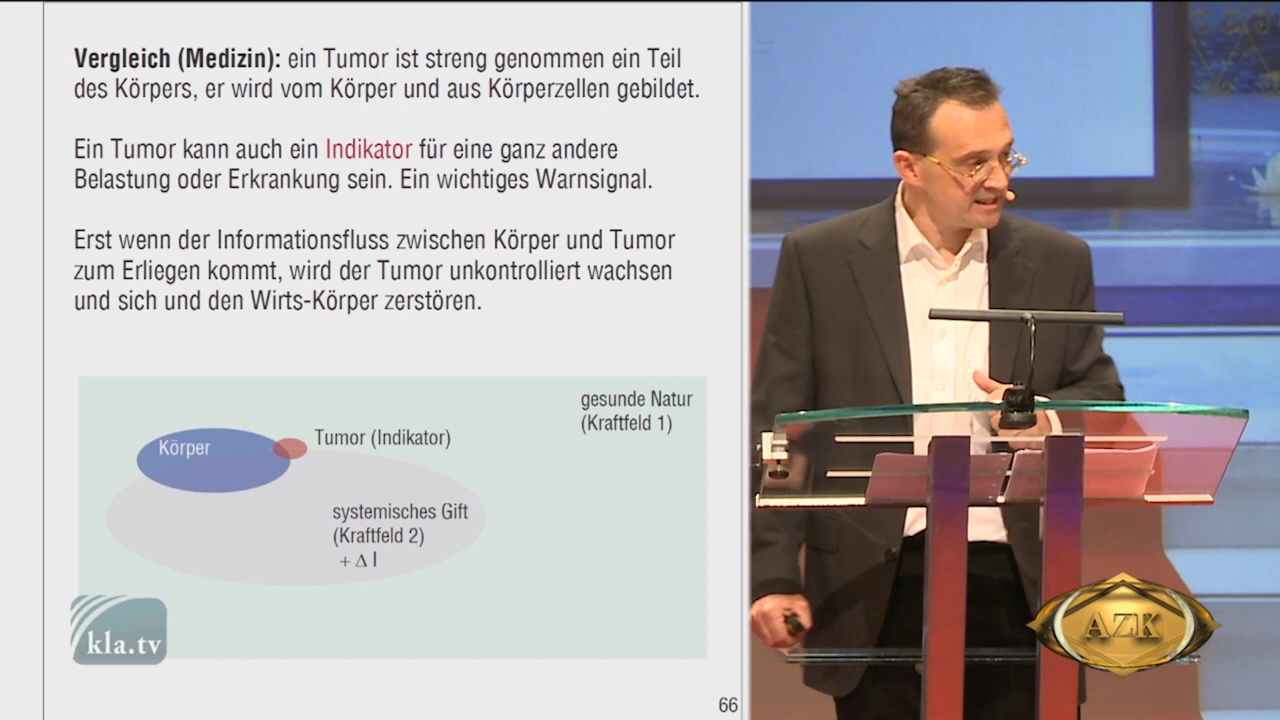 Vergleich (Medizin): ein Tumor ist streng genommen ein Teil
des Körpers, er wird vom Körper und aus Körperzellen gebildet.
Ein Tumor kann auch ein Indikator für eine ganz andere
Belastung oder Erkrankung sein. Ein wichtiges Warnsignal.
Erst wenn der Informationsfluss zwischen Körper und Tumor
zum Erliegen kommt, wird der Tumor unkontrolliert wachsen
und sich und den Wirts-Körper zerstören.
gesunde Natur
(Kraftfeld 1)
Körper
Tumor (Indikator)
systemisches Gift
(Kraftfeld 2)
+ Δ I
kla.tv
66
AZK